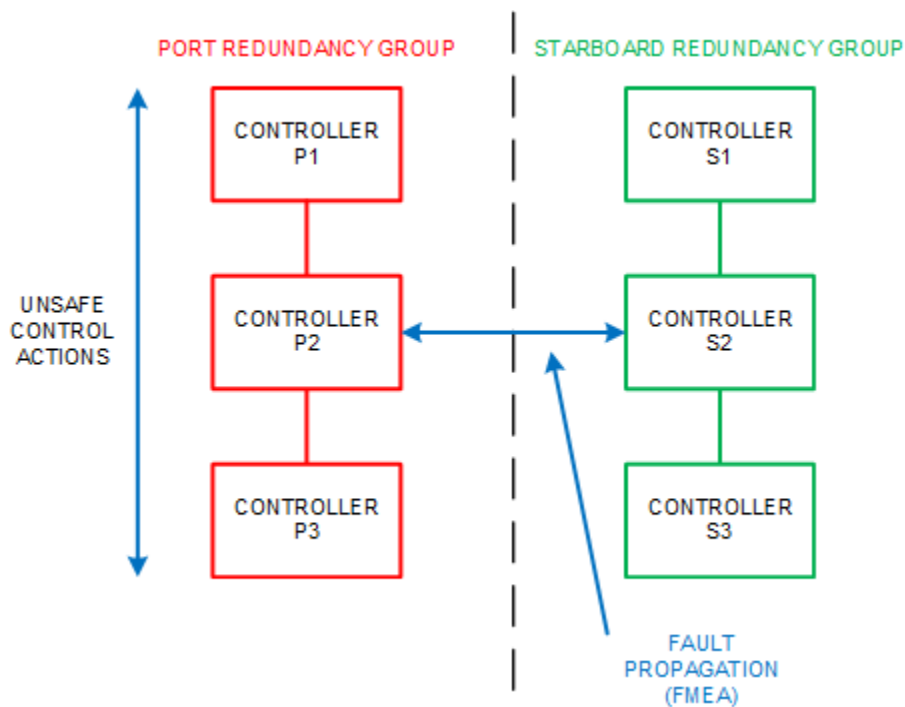 PORT REDUNDANCY GROUP
STARBOARD REDUNDANCY GROUP
CONTROLLER
P1
CONTROLLER
S1
UNSAFE
CONTROL
ACTIONS
CONTROLLER
P2
CONTROLLER
S2
CONTROLLER
P3
CONTROLLER
S3
FAULT
PROPAGATION
(FMEA)